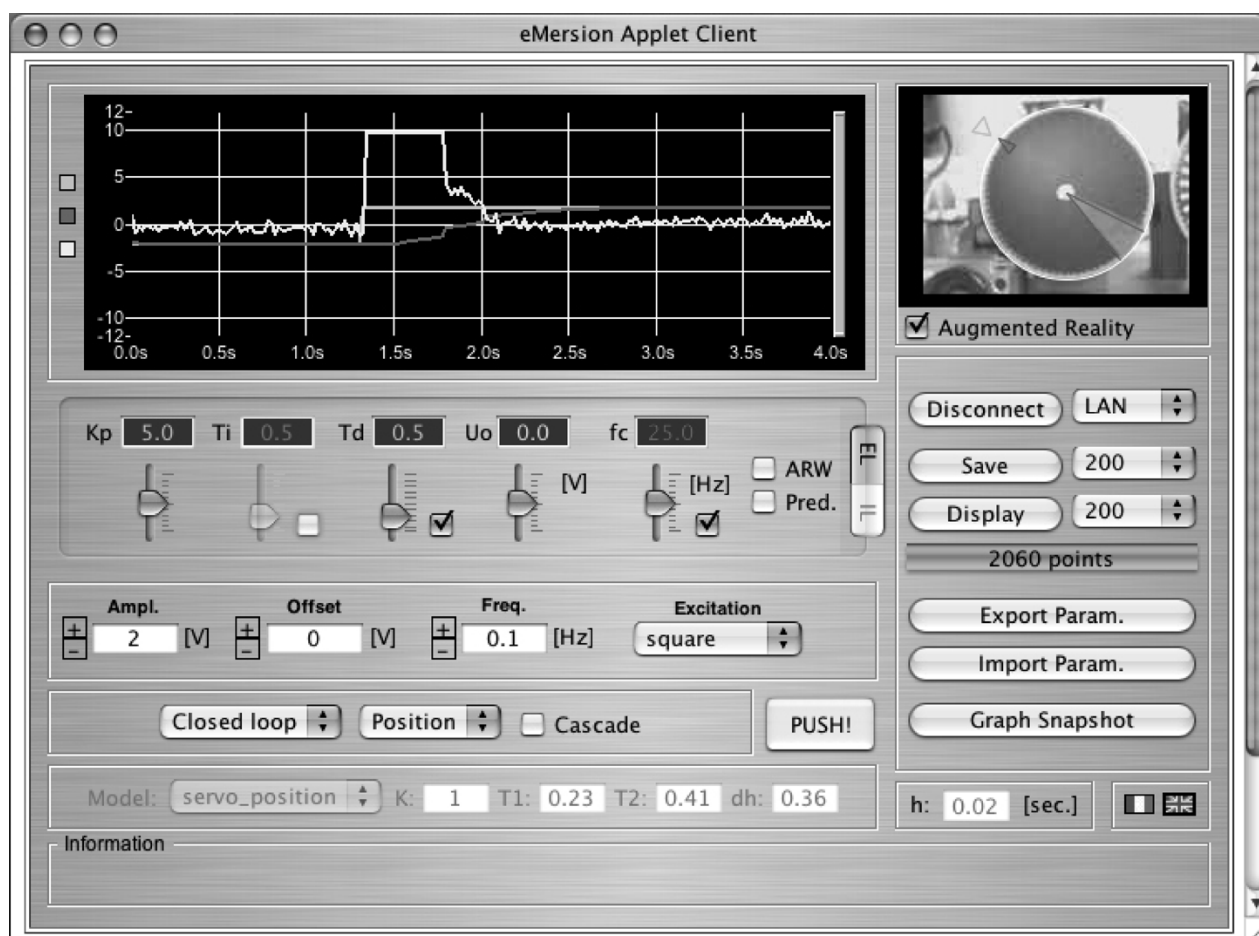 eMersion Applet Client
12-
10-
5-
0-
-5-
-10-
-12-
0.0s 0.5s 1.0s 1.5s 2.0s 2.5s 3.0s 3.5s 4.0s
Augmented Reality
Kp 5.0 Ti 0.5 Td 0.5 Uo 0.0 fc 25.0
[V] [Hz]
ARW
Pred.
EL
IL
Disconnect LAN
Save 200
Display 200
2060 points
Export Param.
Import Param.
Graph Snapshot
Ampl. Offset Freq. Excitation
+ 2 [V] + 0 [V] + 0.1 [Hz] square
- - -
Closed loop Position Cascade PUSH!
Model: servo_position K: 1 T1: 0.23 T2: 0.41 dh: 0.36
h: 0.02 [sec.]
Information